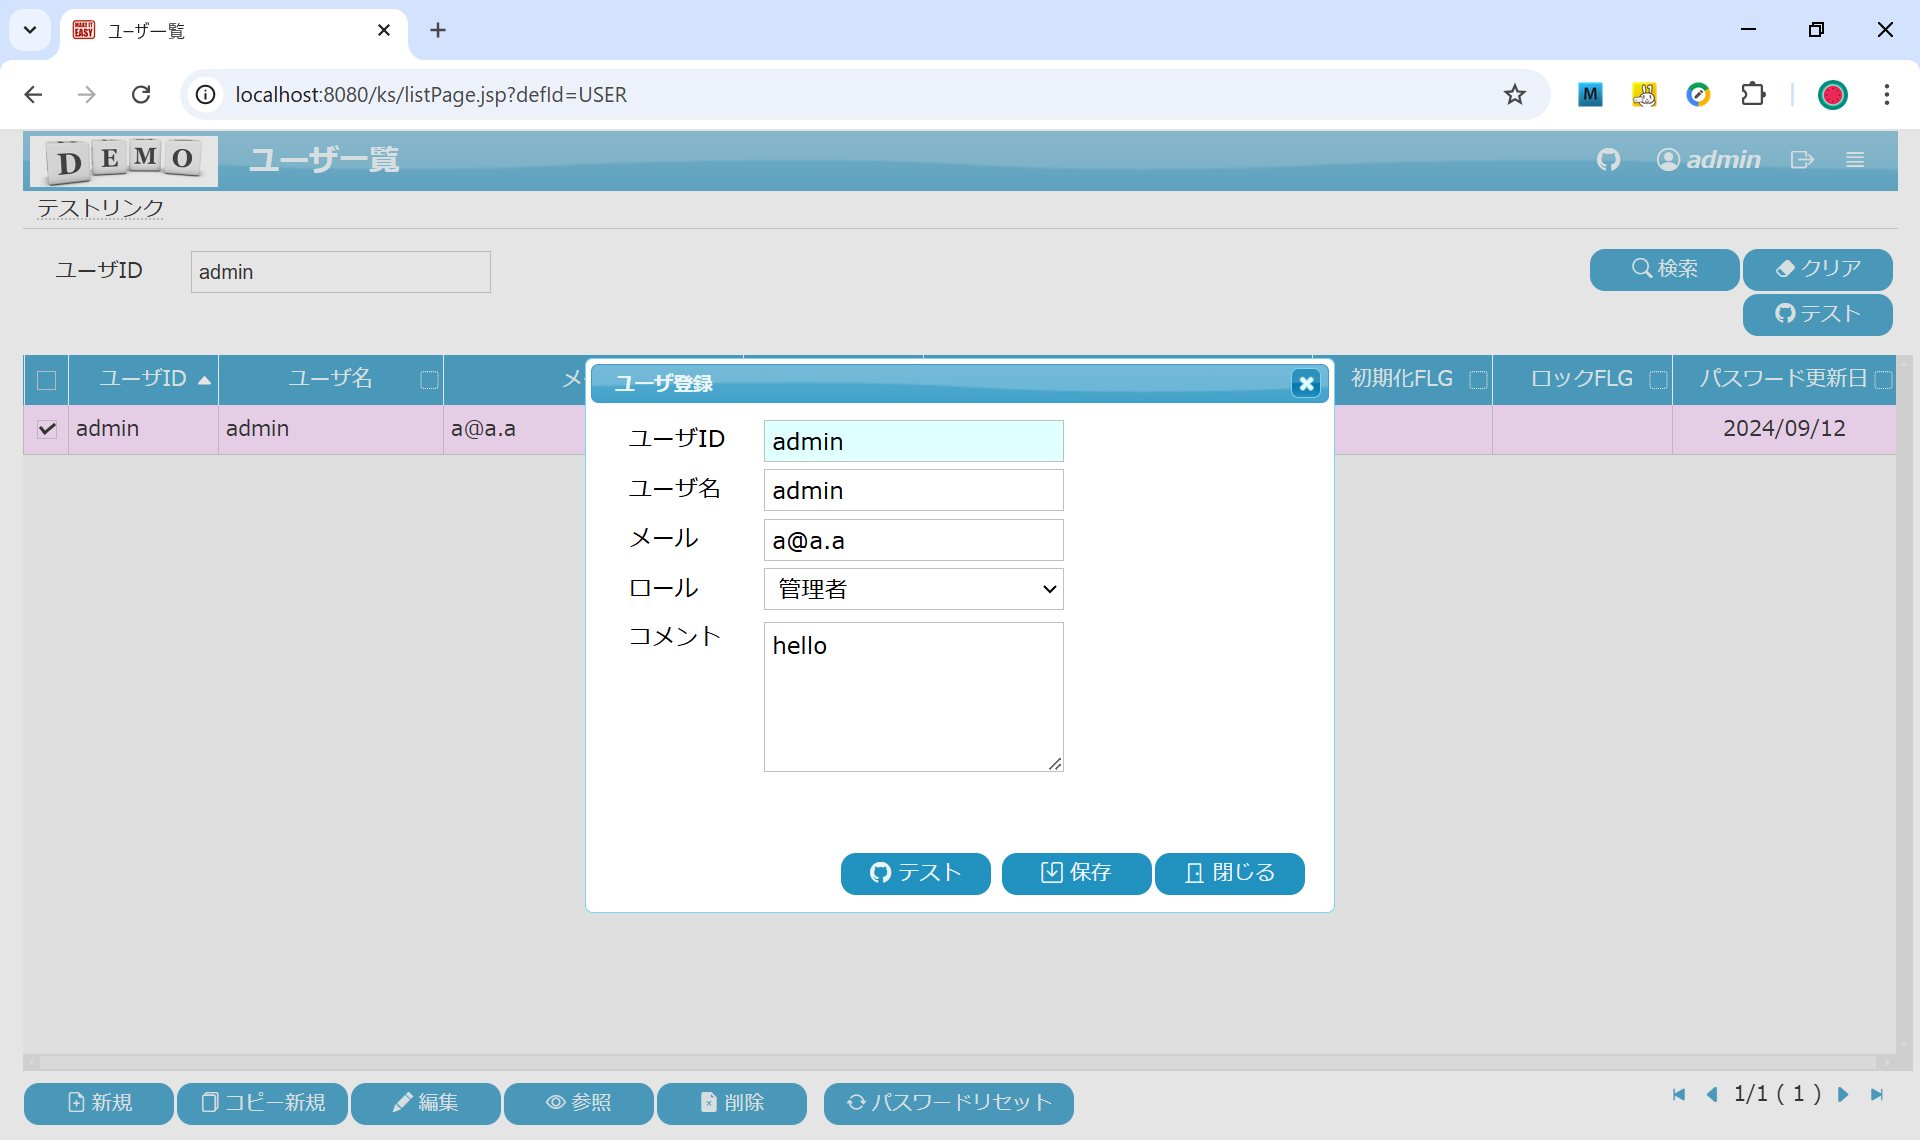 ユーザ一覧
localhost:8080/ks/listPage.jsp?defId=USER
M
DEMO
ユーザ一覧
admin
テストリンク
ユーザID
admin
検索
クリア
テスト
ユーザID
ユーザ名
メ
初期化FLG
ロックFLG
パスワード更新日
admin
admin
a@a.a
2024/09/12
ユーザ登録
ユーザID
admin
ユーザ名
admin
メール
a@a.a
ロール
管理者
コメント
hello
テスト
保存
閉じる
新規
コピー新規
編集
参照
削除
パスワードリセット
1/1 ( 1 )